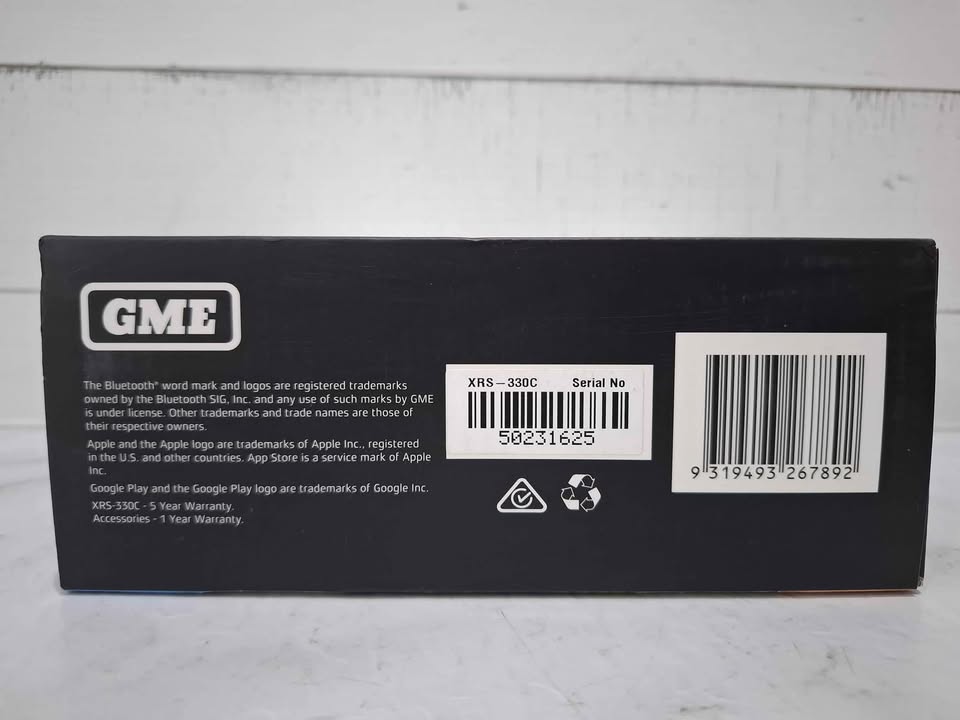 GME
The Bluetooth® word mark and logos are registered trademarks
owned by the Bluetooth SIG, Inc. and any use of such marks by GME
is under license. Other trademarks and trade names are those of
their respective owners.
Apple and the Apple logo are trademarks of Apple Inc., registered
in the U.S. and other countries. App Store is a service mark of Apple
Inc.
Google Play and the Google Play logo are trademarks of Google Inc.
XRS-330C - 5 Year Warranty.
Accessories - 1 Year Warranty.
XRS-330C Serial No
50231625
9 319493 267892